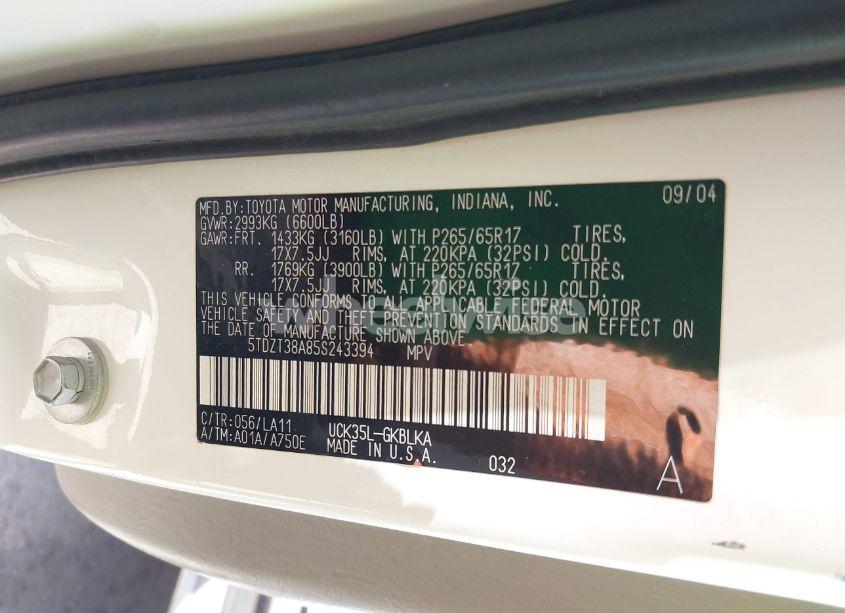 MFD.BY:TOYOTA MOTOR MANUFACTURING, INDIANA, INC. 09/04
GVWR:2993KG (6600LB)
GAWR:FRT. 1433KG (3160LB) WITH P265/65R17 TIRES,
17X7.5JJ RIMS, AT 220KPA (32PSI) COLD.
RR. 1769KG (3900LB) WITH P265/65R17 TIRES,
17X7.5JJ RIMS, AT 220KPA (32PSI) COLD.
THIS VEHICLE CONFORMS TO ALL APPLICABLE FEDERAL MOTOR
VEHICLE SAFETY AND THEFT PREVENTION STANDARDS IN EFFECT ON
THE DATE OF MANUFACTURE SHOWN ABOVE.
5TDZT38A85S243394 MPV
C/TR:056/LA11 UCK35L-GKBLKA
A/TM:A01A/A750E MADE IN U.S.A. 032 A